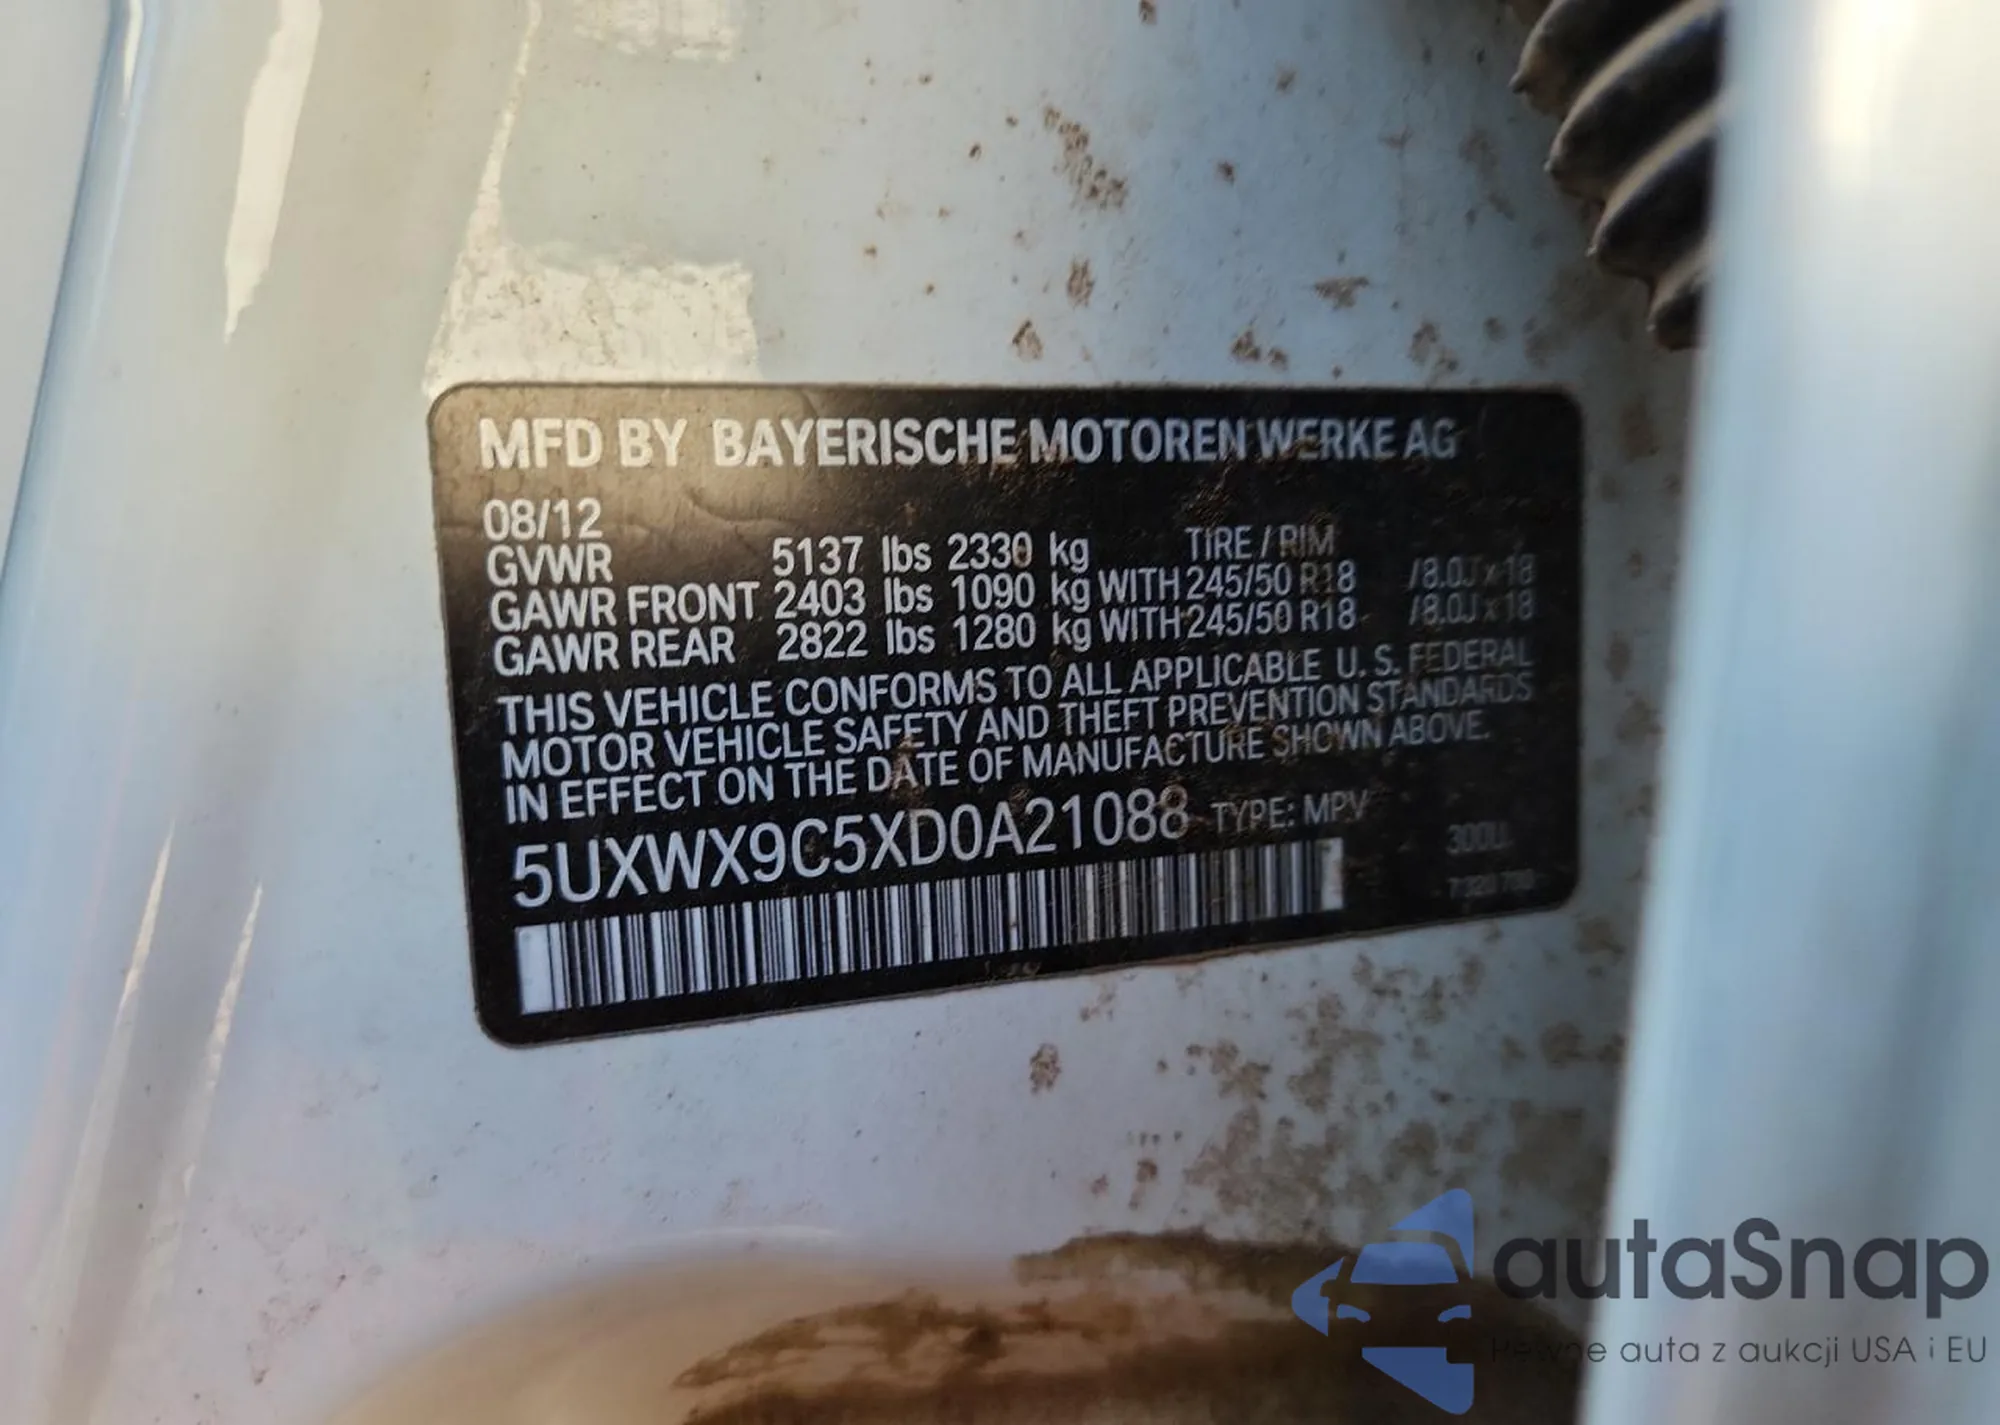 MFD BY BAYERISCHE MOTOREN WERKE AG
08/12
GVWR 5137 lbs 2330 kg TIRE / RIM
GAWR FRONT 2403 lbs 1090 kg WITH 245/50 R18 /8.0J x 18
GAWR REAR 2822 lbs 1280 kg WITH 245/50 R18 /8.0J x 18
THIS VEHICLE CONFORMS TO ALL APPLICABLE U. S. FEDERAL
MOTOR VEHICLE SAFETY AND THEFT PREVENTION STANDARDS
IN EFFECT ON THE DATE OF MANUFACTURE SHOWN ABOVE.
5UXWX9C5XD0A21088 TYPE: MPV
autaSnap
Pewne auta z aukcji USA i EU